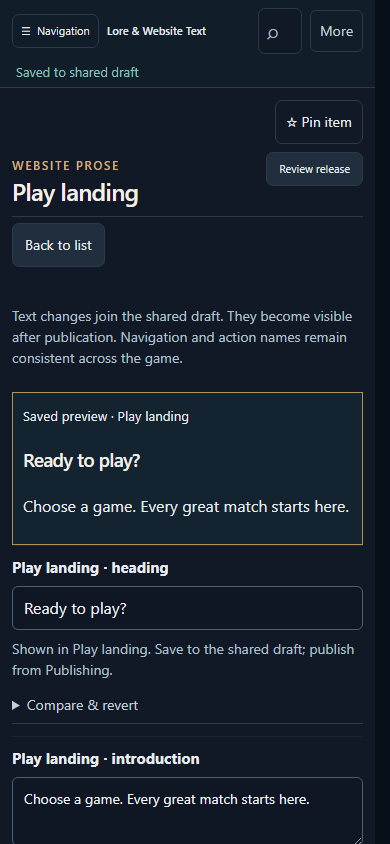 ☰ Navigation
Lore & Website Text
⌕
More
Saved to shared draft
☆ Pin item
WEBSITE PROSE
Review release
Play landing
Back to list
Text changes join the shared draft. They become visible
after publication. Navigation and action names remain
consistent across the game.
Saved preview · Play landing
Ready to play?
Choose a game. Every great match starts here.
Play landing · heading
Ready to play?
Shown in Play landing. Save to the shared draft; publish
from Publishing.
▶ Compare & revert
Play landing · introduction
Choose a game. Every great match starts here.